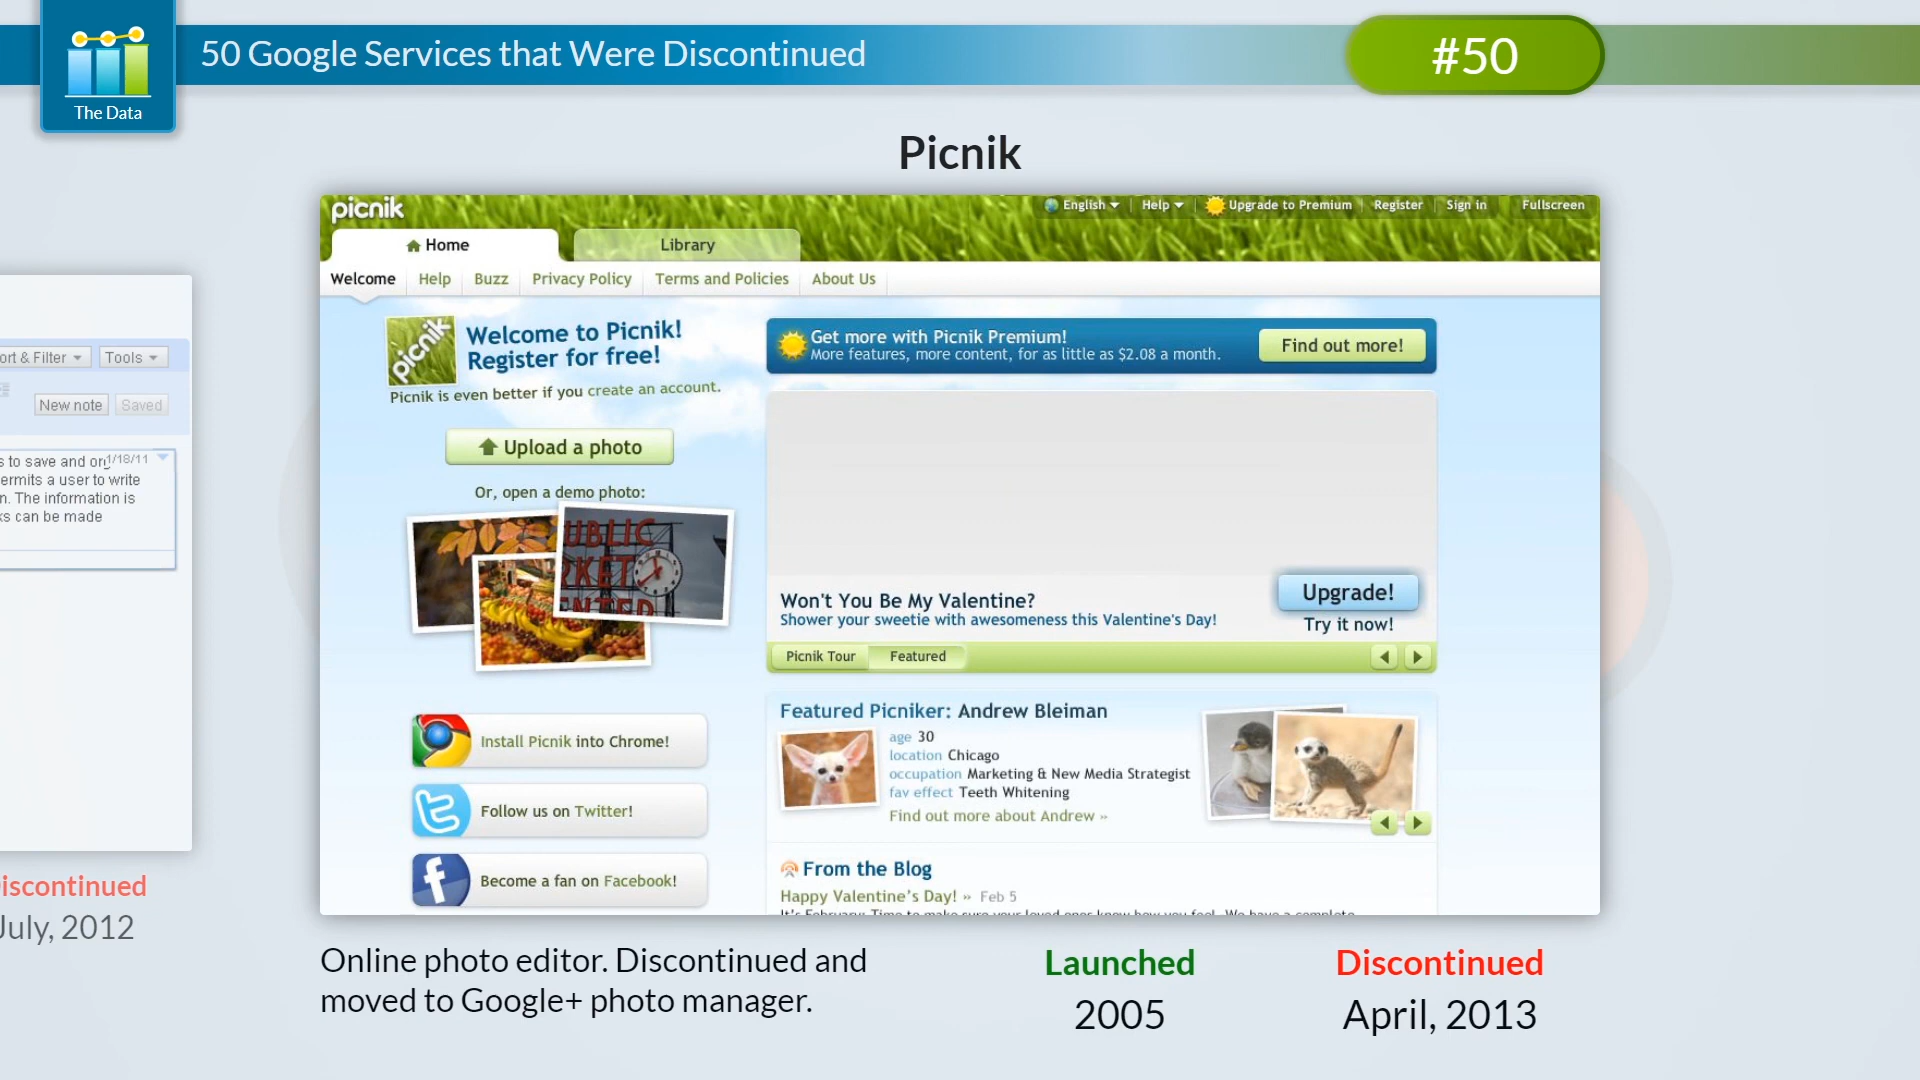 50 Google Services that Were Discontinued
#50
The Data
Picnik
picnik
English
Help
Upgrade to Premium
Register
Sign in
Fullscreen
Home
Library
Welcome
Help
Buzz
Privacy Policy
Terms and Policies
About Us
picnik
Welcome to Picnik!
Register for free!
Picnik is even better if you create an account.
Get more with Picnik Premium!
More features, more content, for as little as $2.08 a month.
Find out more!
Upload a photo
Or, open a demo photo:
Won't You Be My Valentine?
Shower your sweetie with awesomeness this Valentine's Day!
Upgrade!
Try it now!
Picnik Tour
Featured
Featured Picniker: Andrew Bleiman
age 30
location Chicago
occupation Marketing & New Media Strategist
fav effect Teeth Whitening
Find out more about Andrew »
Install Picnik into Chrome!
Follow us on Twitter!
Become a fan on Facebook!
From the Blog
Happy Valentine's Day! » Feb 5
& Filter
Tools
New note
Saved
to save and
1/18/11
a user to write
The information is
can be made
July, 2012
Online photo editor. Discontinued and
moved to Google+ photo manager.
Launched
2005
Discontinued
April, 2013